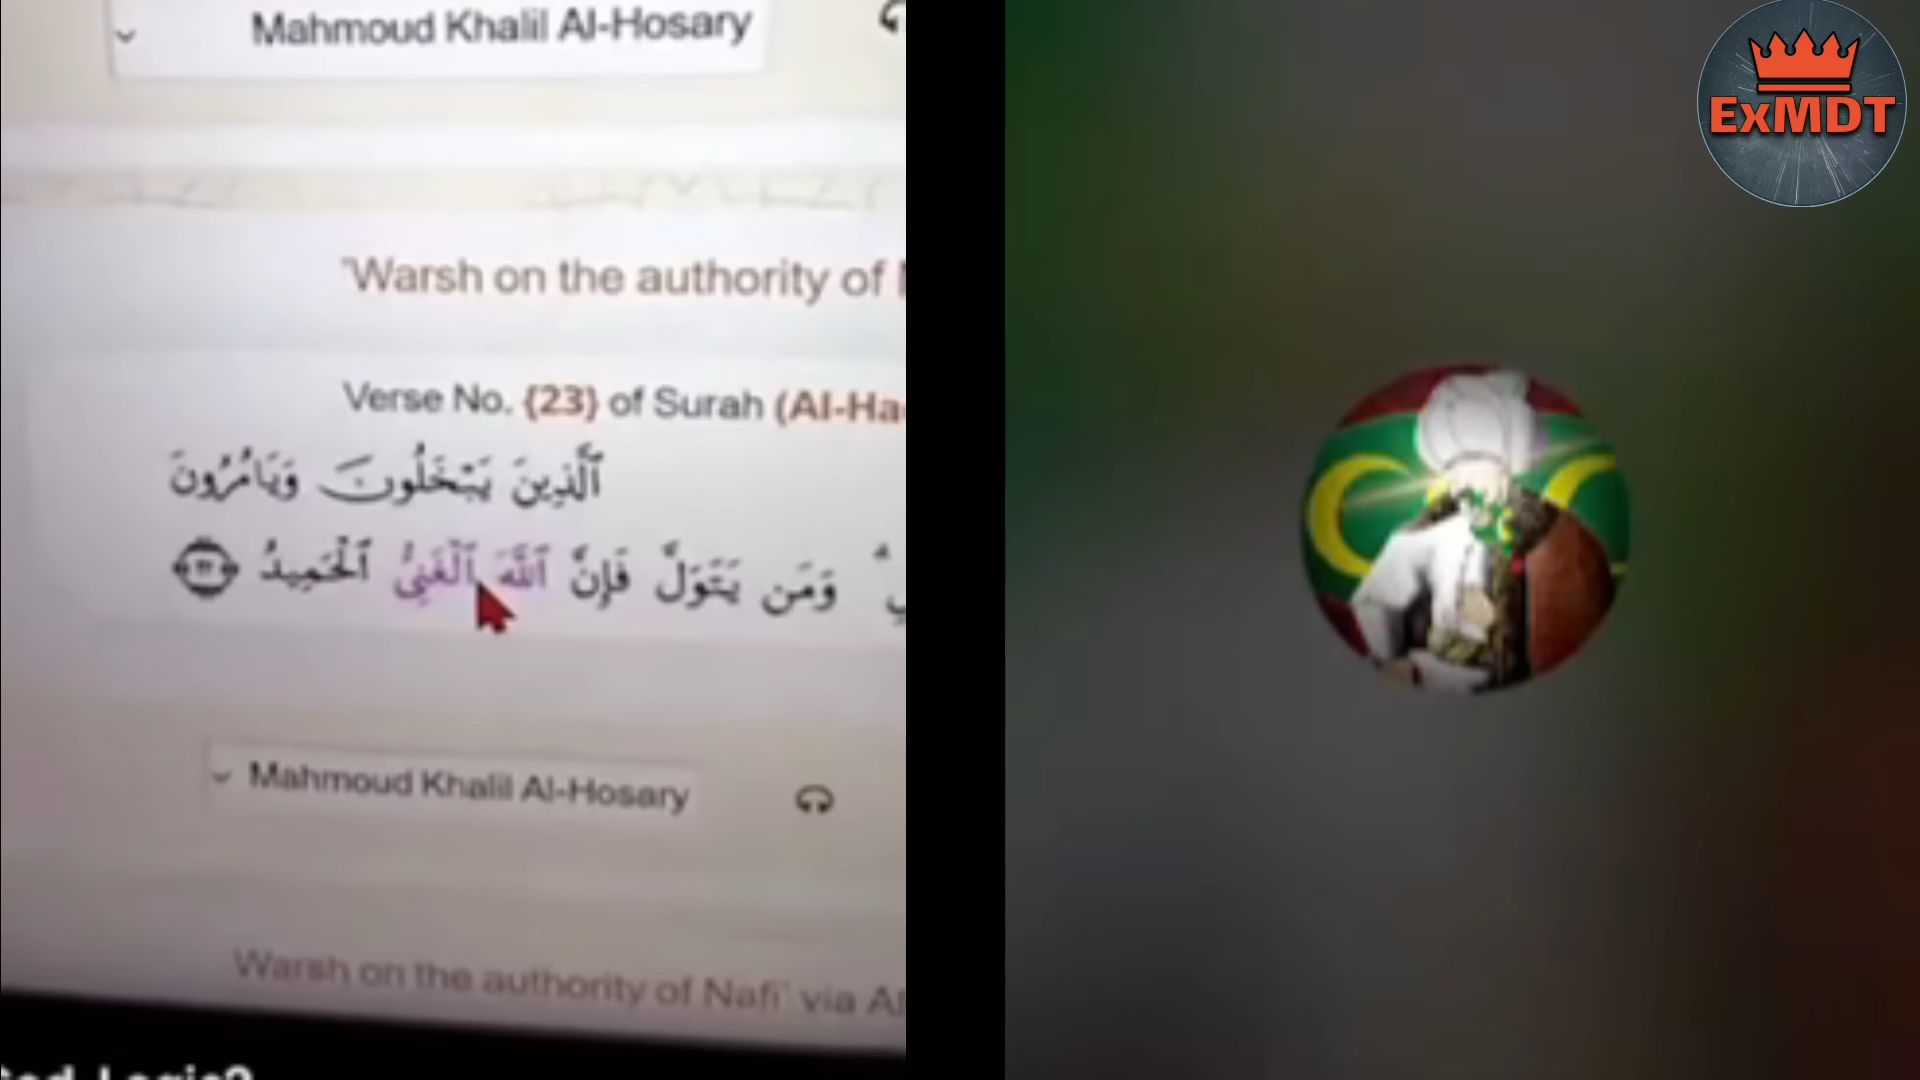 Mahmoud Khalil Al-Hosary
ExMDT
"Warsh on the authority of
Verse No. {23} of Surah (Al-Ha
ٱلَّذِينَ يَبْخَلُونَ وَيَامُرُونَ
وَمَن يَتَوَلَّ فَإِنَّ ٱللَّهَ ٱلْغَنِىُّ ٱلْحَمِيدُ
Mahmoud Khalil Al-Hosary
Warsh on the authority of Nafi' via